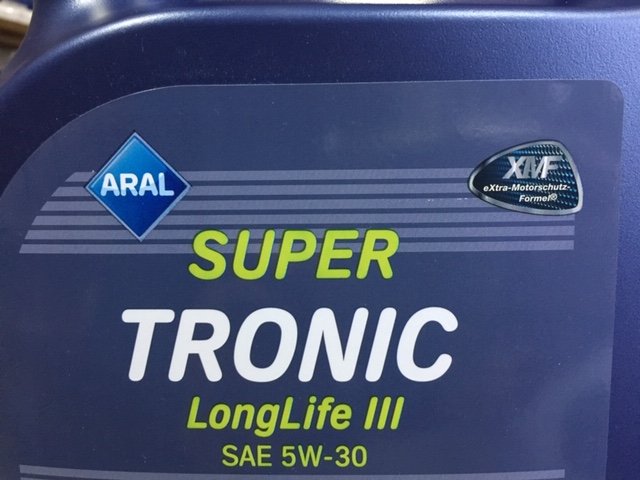 ARAL
XMF
eXtra-Motorschutz-
Formel®
SUPER
TRONIC
LongLife III
SAE 5W-30